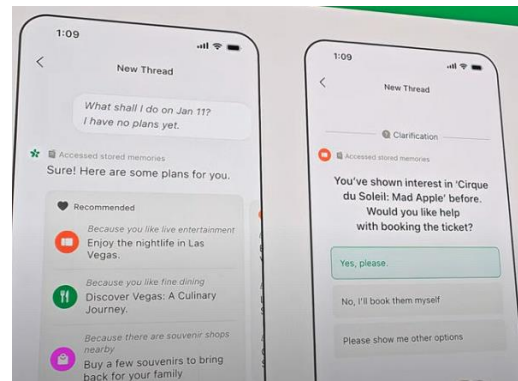 1:09
New Thread
What shall I do on Jan 11?
I have no plans yet.
Accessed stored memories
Sure! Here are some plans for you.
Recommended
Because you like live entertainment
Enjoy the nightlife in Las
Vegas.
Because you like fine dining
Discover Vegas: A Culinary
Journey.
Because there are souvenir shops
nearby
Buy a few souvenirs to bring
back for your family
1:09
New Thread
Clarification
Accessed stored memories
You've shown interest in 'Cirque
du Soleil: Mad Apple' before.
Would you like help
with booking the ticket?
Yes, please.
No, I'll book them myself
Please show me other options